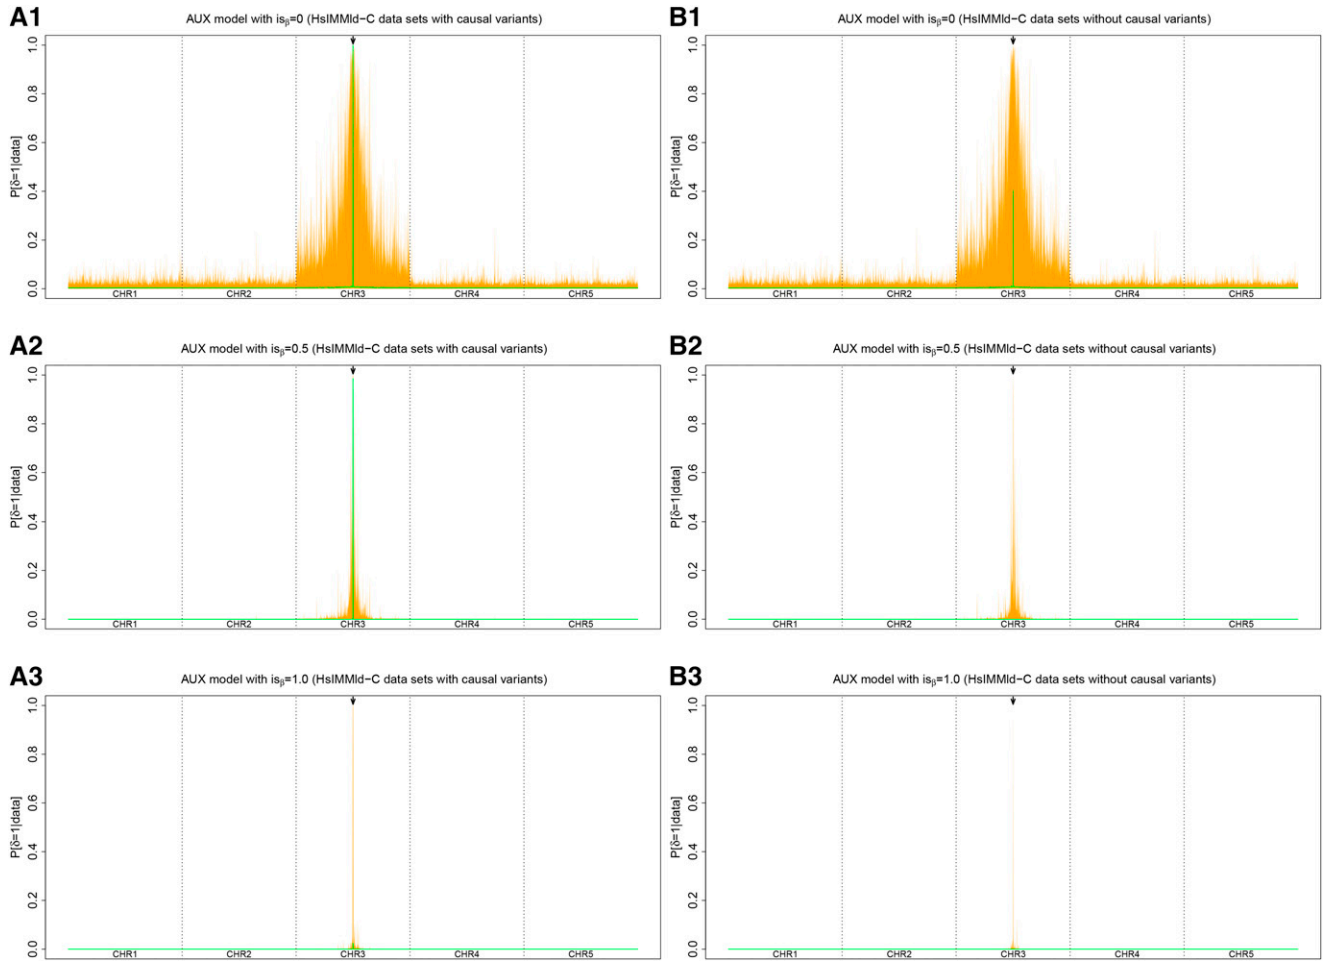 A1
AUX model with isβ=0 (HsIMMld−C data sets with causal variants)
P[δ=1|data]
1.0
0.8
0.6
0.4
0.2
0.0
CHR1 CHR2 CHR3 CHR4 CHR5
B1
AUX model with isβ=0 (HsIMMld−C data sets without causal variants)
P[δ=1|data]
1.0
0.8
0.6
0.4
0.2
0.0
CHR1 CHR2 CHR3 CHR4 CHR5
A2
AUX model with isβ=0.5 (HsIMMld−C data sets with causal variants)
P[δ=1|data]
1.0
0.8
0.6
0.4
0.2
0.0
CHR1 CHR2 CHR3 CHR4 CHR5
B2
AUX model with isβ=0.5 (HsIMMld−C data sets without causal variants)
P[δ=1|data]
1.0
0.8
0.6
0.4
0.2
0.0
CHR1 CHR2 CHR3 CHR4 CHR5
A3
AUX model with isβ=1.0 (HsIMMld−C data sets with causal variants)
P[δ=1|data]
1.0
0.8
0.6
0.4
0.2
0.0
CHR1 CHR2 CHR3 CHR4 CHR5
B3
AUX model with isβ=1.0 (HsIMMld−C data sets without causal variants)
P[δ=1|data]
1.0
0.8
0.6
0.4
0.2
0.0
CHR1 CHR2 CHR3 CHR4 CHR5